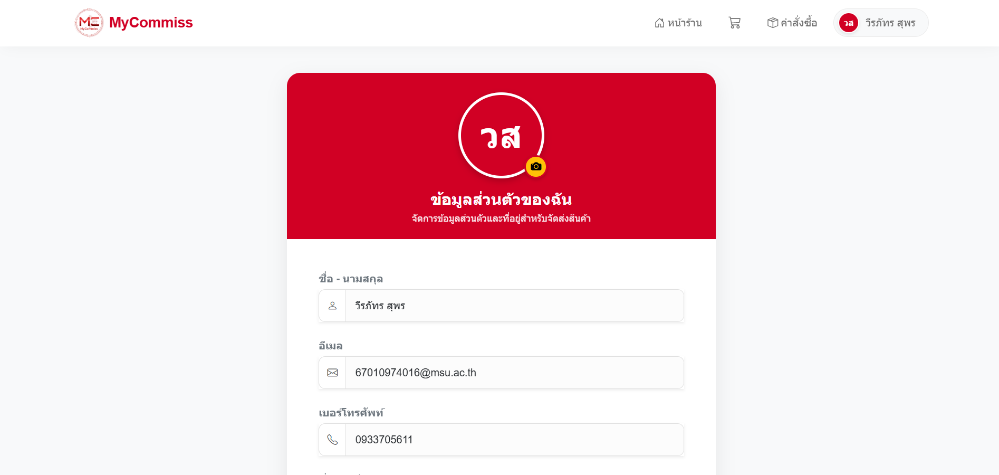 MS
MyCommiss
MyCommiss
หน้าร้าน
คำสั่งซื้อ
วส
วีรภัทร สุพร
วส
ข้อมูลส่วนตัวของฉัน
จัดการข้อมูลส่วนตัวและที่อยู่สำหรับจัดส่งสินค้า
ชื่อ - นามสกุล
วีรภัทร สุพร
อีเมล
67010974016@msu.ac.th
เบอร์โทรศัพท์
0933705611